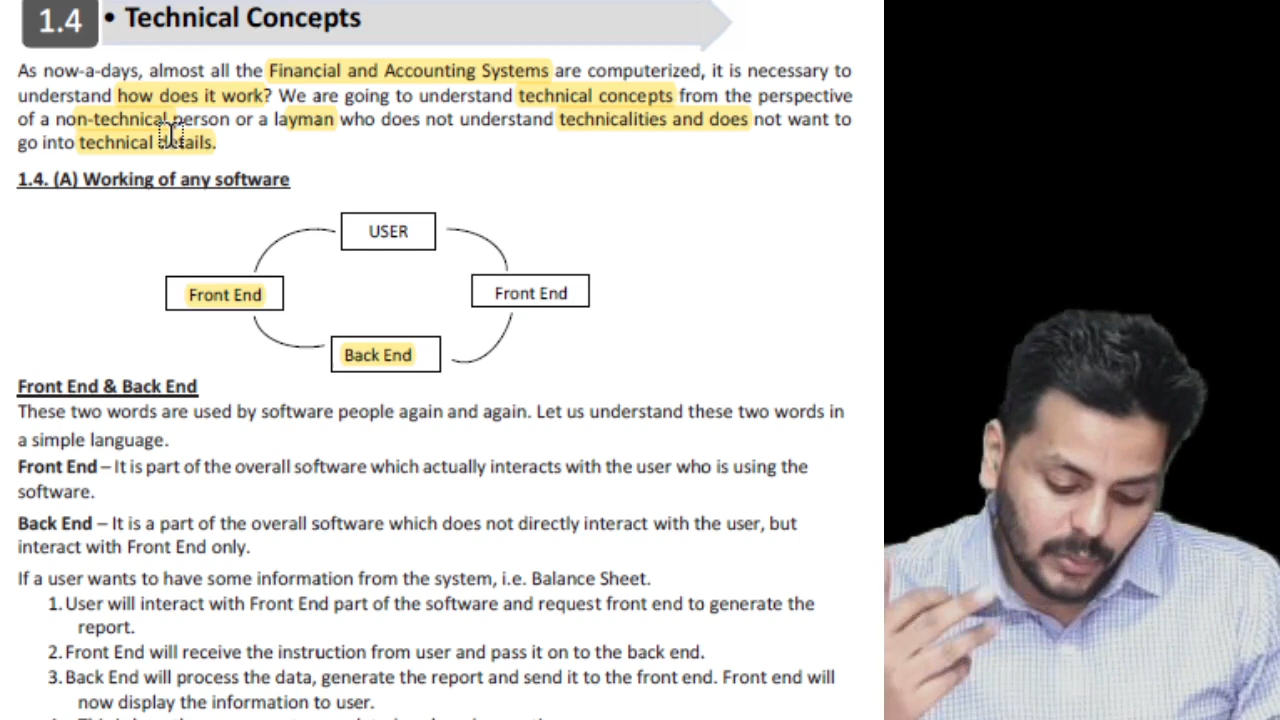 1.4 • Technical Concepts
As now-a-days, almost all the Financial and Accounting Systems are computerized, it is necessary to
understand how does it work? We are going to understand technical concepts from the perspective
of a non-technical person or a layman who does not understand technicalities and does not want to
go into technical details.
1.4. (A) Working of any software
USER
Front End
Front End
Back End
Front End & Back End
These two words are used by software people again and again. Let us understand these two words in
a simple language.
Front End – It is part of the overall software which actually interacts with the user who is using the
software.
Back End – It is a part of the overall software which does not directly interact with the user, but
interact with Front End only.
If a user wants to have some information from the system, i.e. Balance Sheet.
1. User will interact with Front End part of the software and request front end to generate the
report.
2. Front End will receive the instruction from user and pass it on to the back end.
3. Back End will process the data, generate the report and send it to the front end. Front end will
now display the information to user.